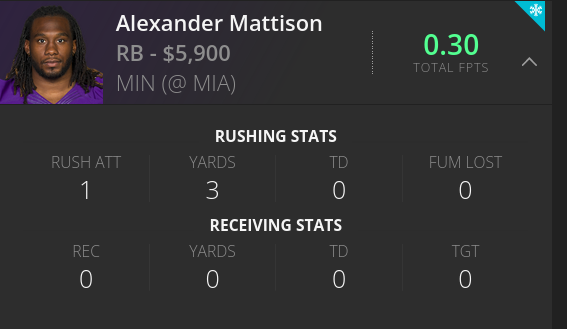 Alexander Mattison
RB - $5,900
MIN (@ MIA)
0.30
TOTAL FPTS
RUSHING STATS
RUSH ATT YARDS TD FUM LOST
1 3 0 0
RECEIVING STATS
REC YARDS TD TGT
0 0 0 0